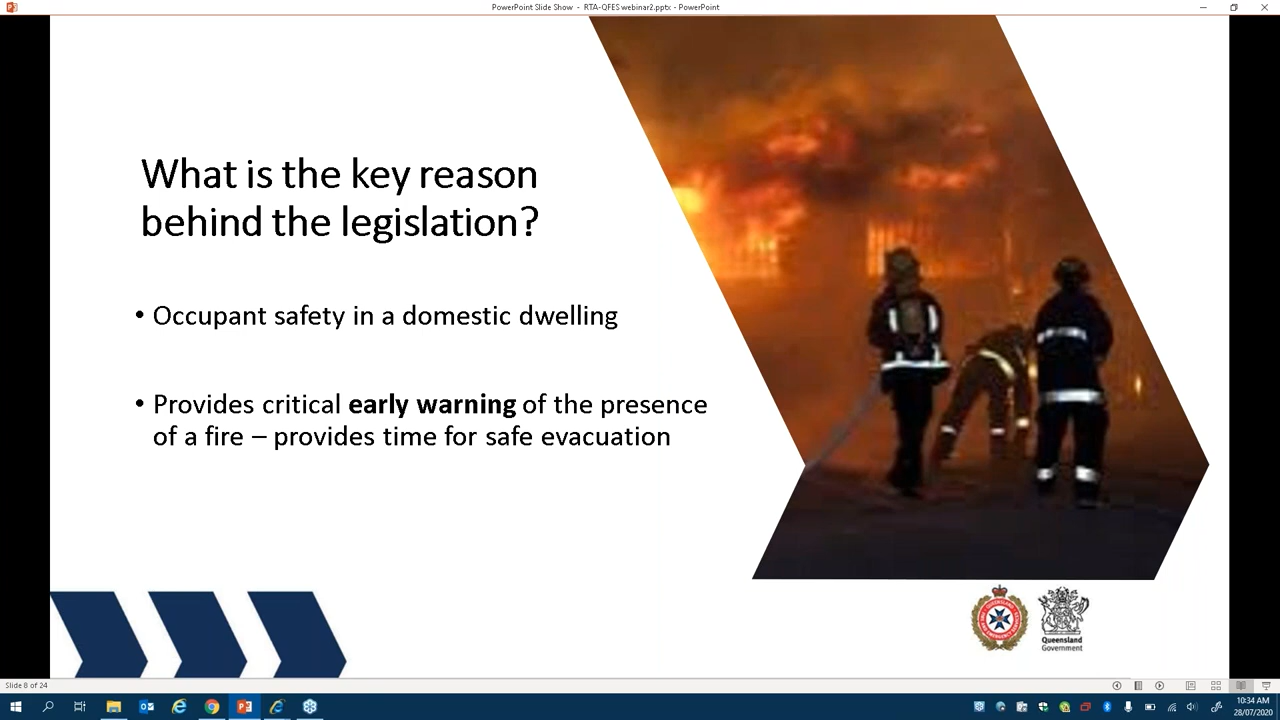 PowerPoint Slide Show - RTA-QFES webinar2.pptx - PowerPoint
What is the key reason
behind the legislation?
• Occupant safety in a domestic dwelling
• Provides critical early warning of the presence
of a fire – provides time for safe evacuation
Queensland
Government
Slide 8 of 24
10:34 AM
28/07/2020